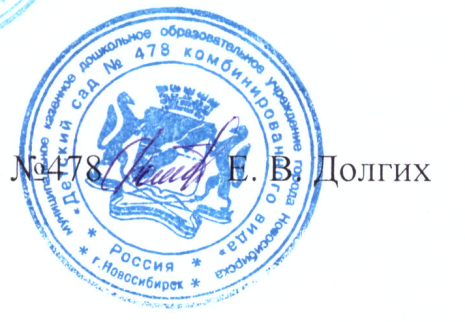 муниципальное казенное дошкольное образовательное учреждение города Новосибирска
"Детский сад № 478 комбинированного вида"
* РОССИЯ *
* г.Новосибирск *
№478 Е. В. Долгих